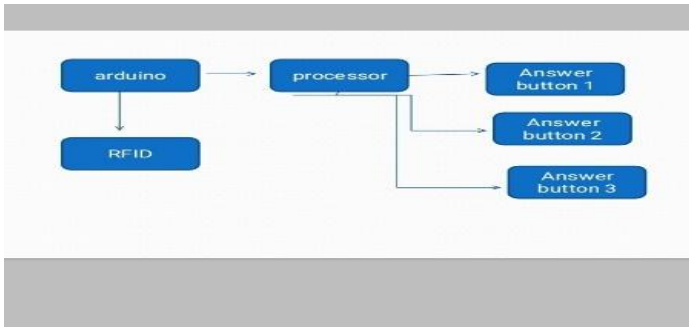 arduino
processor
Answer
button 1
Answer
button 2
RFID
Answer
button 3